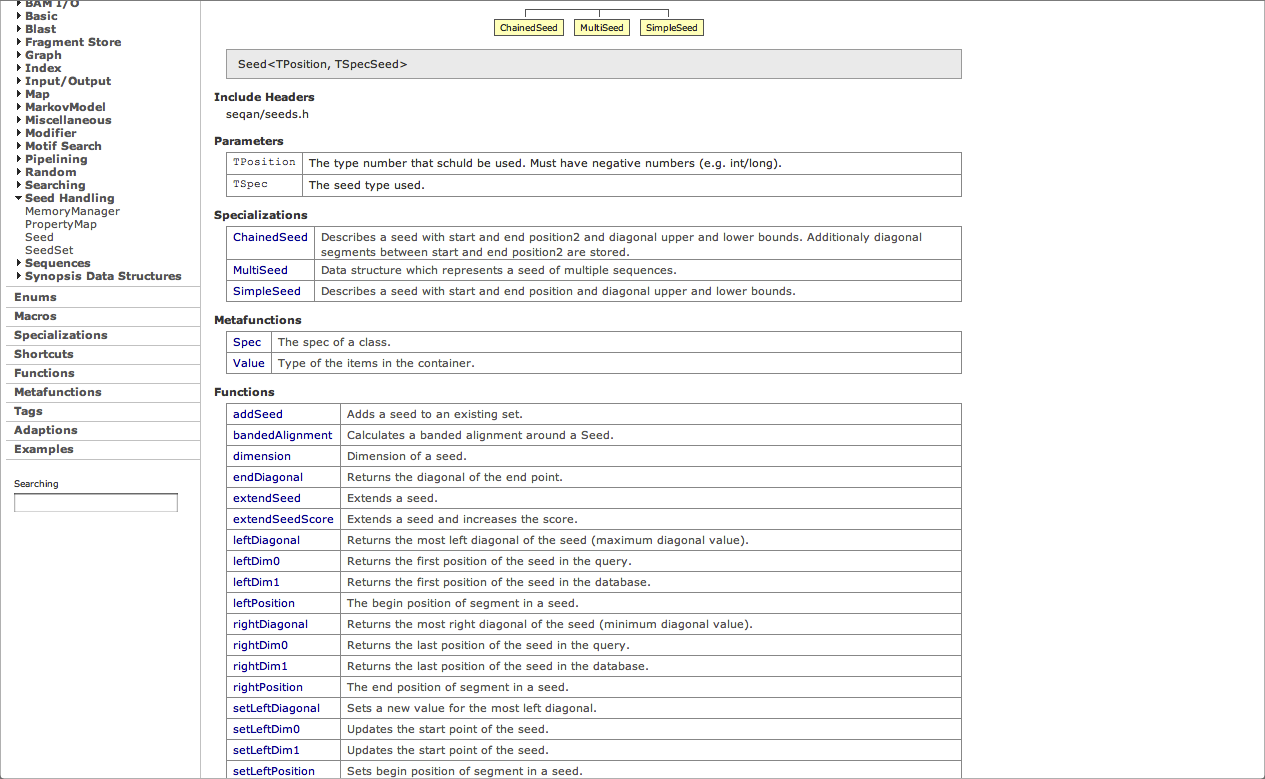 BAM I/O
Basic
Blast
Fragment Store
Graph
Index
Input/Output
Map
MarkovModel
Miscellaneous
Modifier
Motif Search
Pipelining
Random
Searching
Seed Handling
MemoryManager
PropertyMap
Seed
SeedSet
Sequences
Synopsis Data Structures
Enums
Macros
Specializations
Shortcuts
Functions
Metafunctions
Tags
Adaptions
Examples
Searching
ChainedSeed MultiSeed SimpleSeed
Seed<TPosition, TSpecSeed>
Include Headers
seqan/seeds.h
Parameters
TPosition The type number that schuld be used. Must have negative numbers (e.g. int/long).
TSpec The seed type used.
Specializations
ChainedSeed Describes a seed with start and end position2 and diagonal upper and lower bounds. Additionaly diagonal
segments between start and end position2 are stored.
MultiSeed Data structure which represents a seed of multiple sequences.
SimpleSeed Describes a seed with start and end position and diagonal upper and lower bounds.
Metafunctions
Spec The spec of a class.
Value Type of the items in the container.
Functions
addSeed Adds a seed to an existing set.
bandedAlignment Calculates a banded alignment around a Seed.
dimension Dimension of a seed.
endDiagonal Returns the diagonal of the end point.
extendSeed Extends a seed.
extendSeedScore Extends a seed and increases the score.
leftDiagonal Returns the most left diagonal of the seed (maximum diagonal value).
leftDim0 Returns the first position of the seed in the query.
leftDim1 Returns the first position of the seed in the database.
leftPosition The begin position of segment in a seed.
rightDiagonal Returns the most right diagonal of the seed (minimum diagonal value).
rightDim0 Returns the last position of the seed in the query.
rightDim1 Returns the last position of the seed in the database.
rightPosition The end position of segment in a seed.
setLeftDiagonal Sets a new value for the most left diagonal.
setLeftDim0 Updates the start point of the seed.
setLeftDim1 Updates the start point of the seed.
setLeftPosition Sets begin position of segment in a seed.